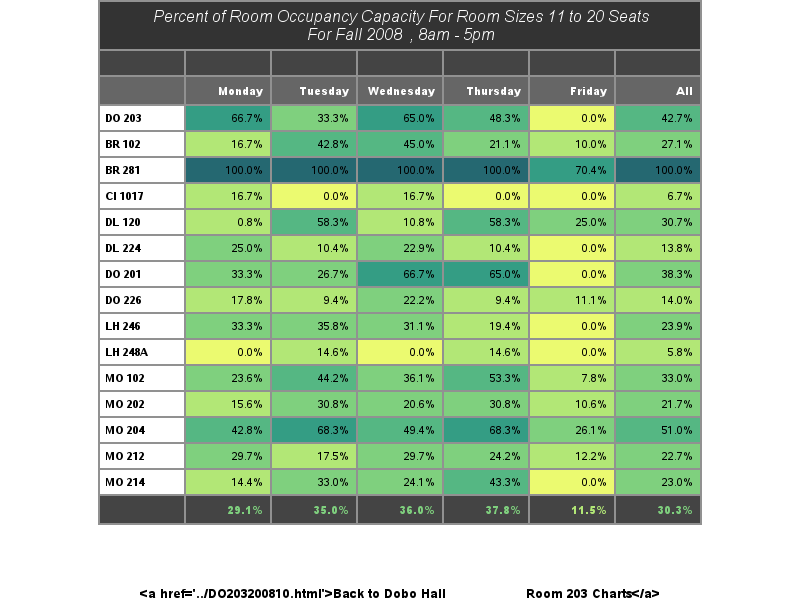 Percent of Room Occupancy Capacity For Room Sizes 11 to 20 Seats
For Fall 2008 , 8am - 5pm
Monday Tuesday Wednesday Thursday Friday All
DO 203 66.7% 33.3% 65.0% 48.3% 0.0% 42.7%
BR 102 16.7% 42.8% 45.0% 21.1% 10.0% 27.1%
BR 281 100.0% 100.0% 100.0% 100.0% 70.4% 100.0%
CI 1017 16.7% 0.0% 16.7% 0.0% 0.0% 6.7%
DL 120 0.8% 58.3% 10.8% 58.3% 25.0% 30.7%
DL 224 25.0% 10.4% 22.9% 10.4% 0.0% 13.8%
DO 201 33.3% 26.7% 66.7% 65.0% 0.0% 38.3%
DO 226 17.8% 9.4% 22.2% 9.4% 11.1% 14.0%
LH 246 33.3% 35.8% 31.1% 19.4% 0.0% 23.9%
LH 248A 0.0% 14.6% 0.0% 14.6% 0.0% 5.8%
MO 102 23.6% 44.2% 36.1% 53.3% 7.8% 33.0%
MO 202 15.6% 30.8% 20.6% 30.8% 10.6% 21.7%
MO 204 42.8% 68.3% 49.4% 68.3% 26.1% 51.0%
MO 212 29.7% 17.5% 29.7% 24.2% 12.2% 22.7%
MO 214 14.4% 33.0% 24.1% 43.3% 0.0% 23.0%
29.1% 35.0% 36.0% 37.8% 11.5% 30.3%
<a href='../DO203200810.html'>Back to Dobo Hall Room 203 Charts</a>